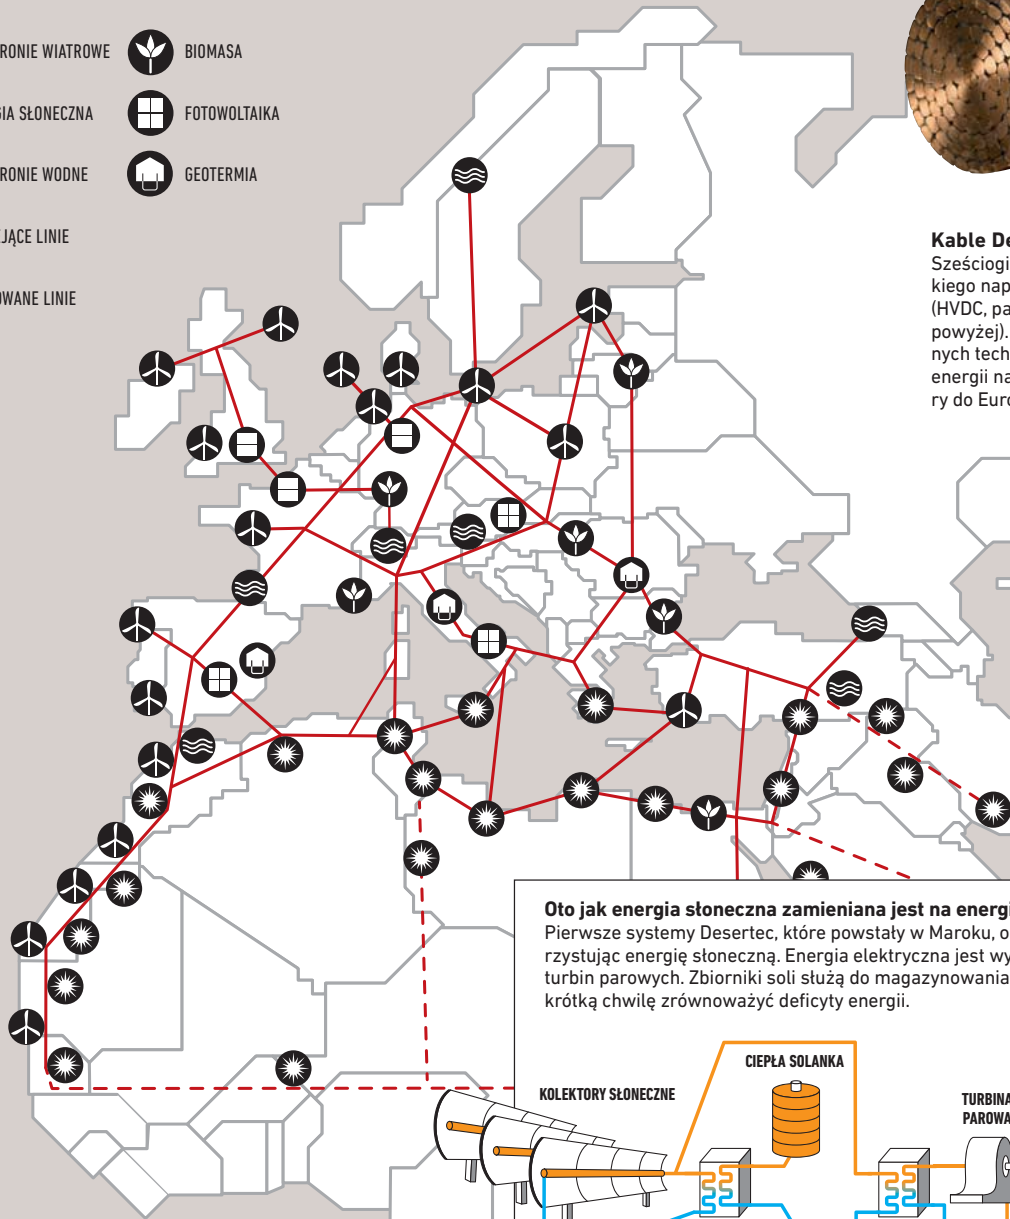 RONIE WIATROWE
BIOMASA
GIA SŁONECZNA
FOTOWOLTAIKA
RONIE WODNE
GEOTERMIA
JĄCE LINIE
OWANE LINIE
Kable De
Sześciogi
kiego nap
(HVDC, pa
powyżej).
nych tech
energii na
ry do Euro
Oto jak energia słoneczna zamieniana jest na energi
Pierwsze systemy Desertec, które powstały w Maroku, o
rzystując energię słoneczną. Energia elektryczna jest wy
turbin parowych. Zbiorniki soli służą do magazynowania
krótką chwilę zrównoważyć deficyty energii.
CIEPŁA SOLANKA
KOLEKTORY SŁONECZNE
TURBINA
PAROWA